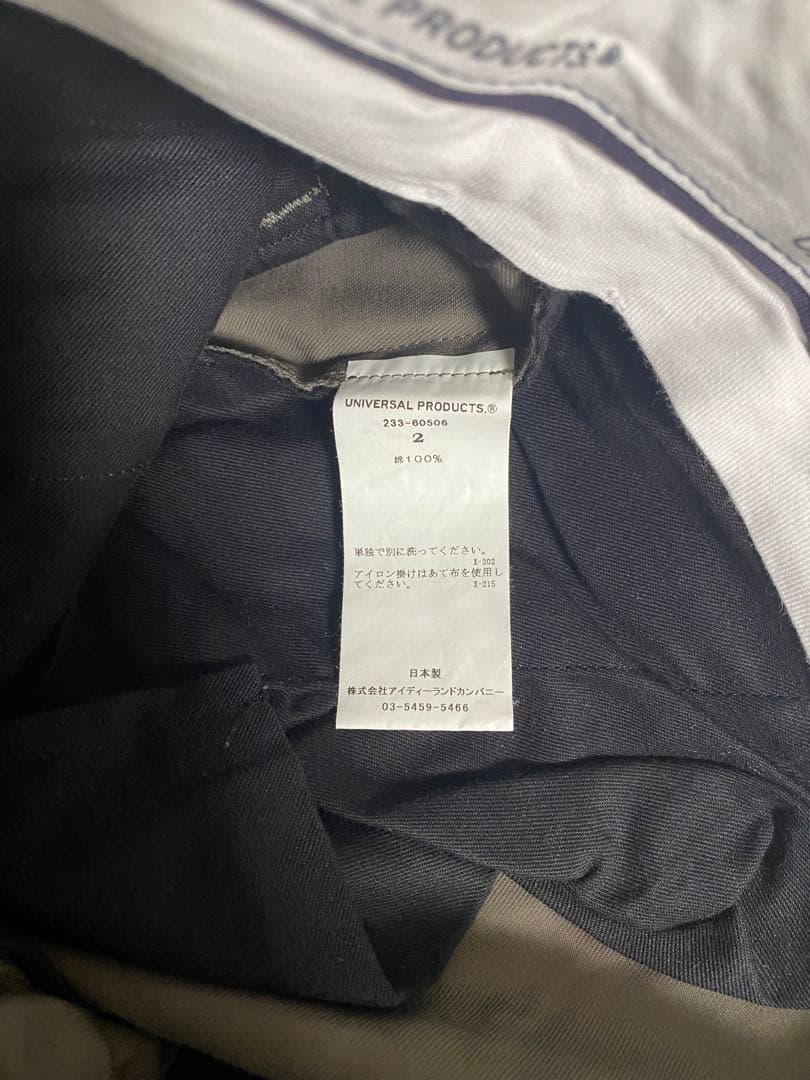 PRODUCTS.®
UNIVERSAL PRODUCTS.®
233-60506
2
綿100%
単独で別に洗ってください。
X-202
アイロン掛けはあて布を使用し
てください。 X-215
日本製
株式会社アイディーランドカンパニー
03-5459-5466